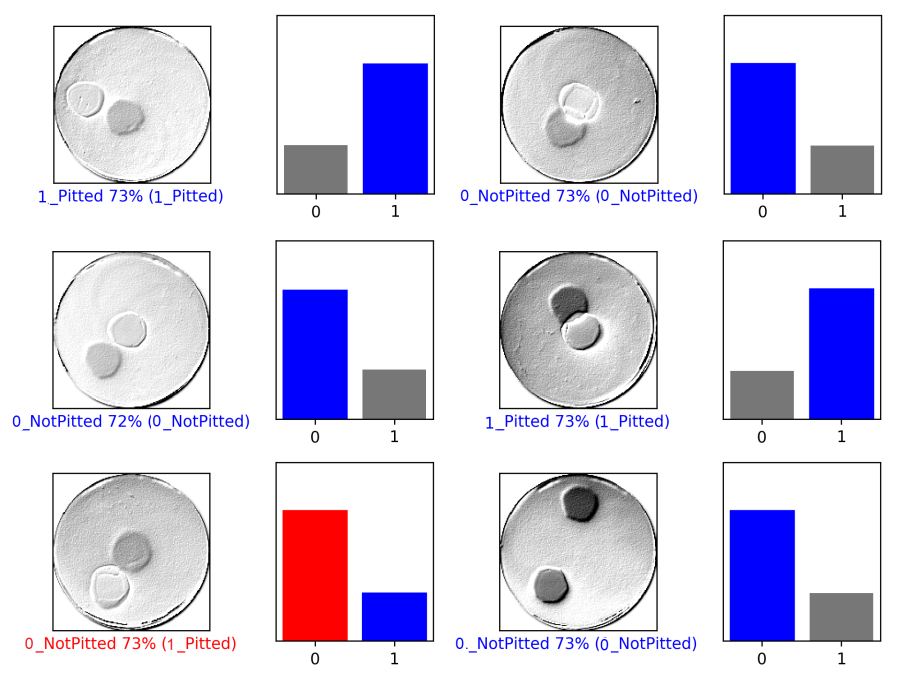 0 1 0 1
1_Pitted 73% (1_Pitted) 0_NotPitted 73% (0_NotPitted)
0 1 0 1
0_NotPitted 72% (0_NotPitted) 1_Pitted 73% (1_Pitted)
0 1 0 1
0_NotPitted 73% (1_Pitted) 0._NotPitted 73% (0_NotPitted)